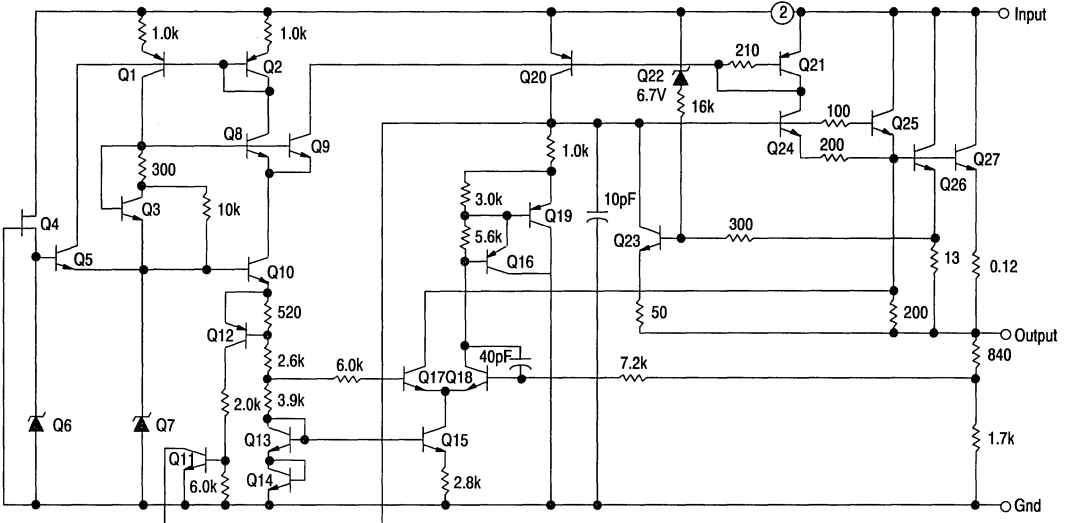 2
Input
1.0k
1.0k
210
Q1
Q2
Q20
Q22
6.7V
Q21
16k
100
Q25
Q8
Q9
Q24
1.0k
200
Q27
300
Q26
3.0k
10pF
Q3
10k
Q19
Q4
300
5.6k
Q23
Q5
Q16
13
Q10
0.12
520
50
200
Q12
Output
2.6k
40pF
840
6.0k
7.2k
Q17Q18
2.0k
3.9k
Q6
Q7
Q13
Q15
1.7k
Q11
Q14
6.0k
2.8k
Gnd